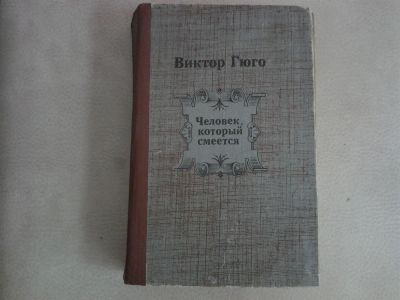 Виктор Гюго
Человек,
который
смеется